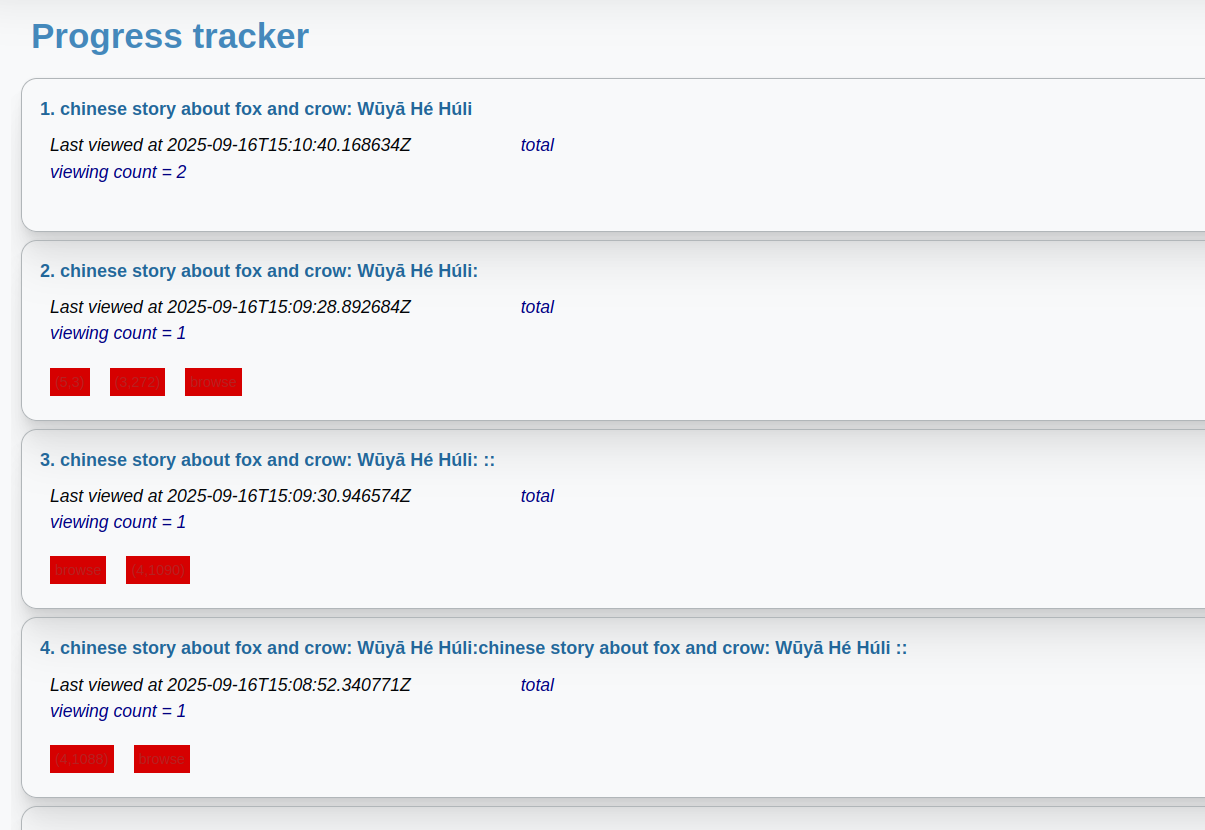 Progress tracker
1. chinese story about fox and crow: Wūyā Hé Húli
Last viewed at 2025-09-16T15:10:40.168634Z total
viewing count = 2
2. chinese story about fox and crow: Wūyā Hé Húli:
Last viewed at 2025-09-16T15:09:28.892684Z total
viewing count = 1
(5,3) (3,272) browse
3. chinese story about fox and crow: Wūyā Hé Húli: ::
Last viewed at 2025-09-16T15:09:30.946574Z total
viewing count = 1
browse (4,1090)
4. chinese story about fox and crow: Wūyā Hé Húli:chinese story about fox and crow: Wūyā Hé Húli ::
Last viewed at 2025-09-16T15:08:52.340771Z total
viewing count = 1
(4,1088) browse